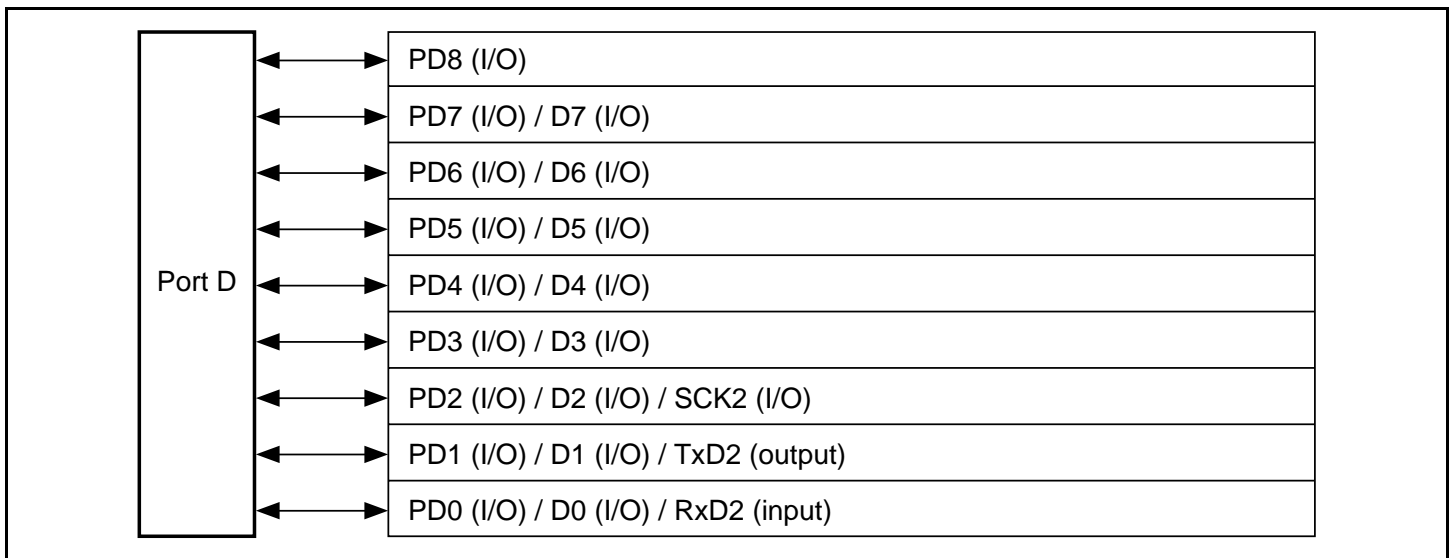 PD8 (I/O)
PD7 (I/O) / D7 (I/O)
PD6 (I/O) / D6 (I/O)
PD5 (I/O) / D5 (I/O)
Port D
PD4 (I/O) / D4 (I/O)
PD3 (I/O) / D3 (I/O)
PD2 (I/O) / D2 (I/O) / SCK2 (I/O)
PD1 (I/O) / D1 (I/O) / TxD2 (output)
PD0 (I/O) / D0 (I/O) / RxD2 (input)